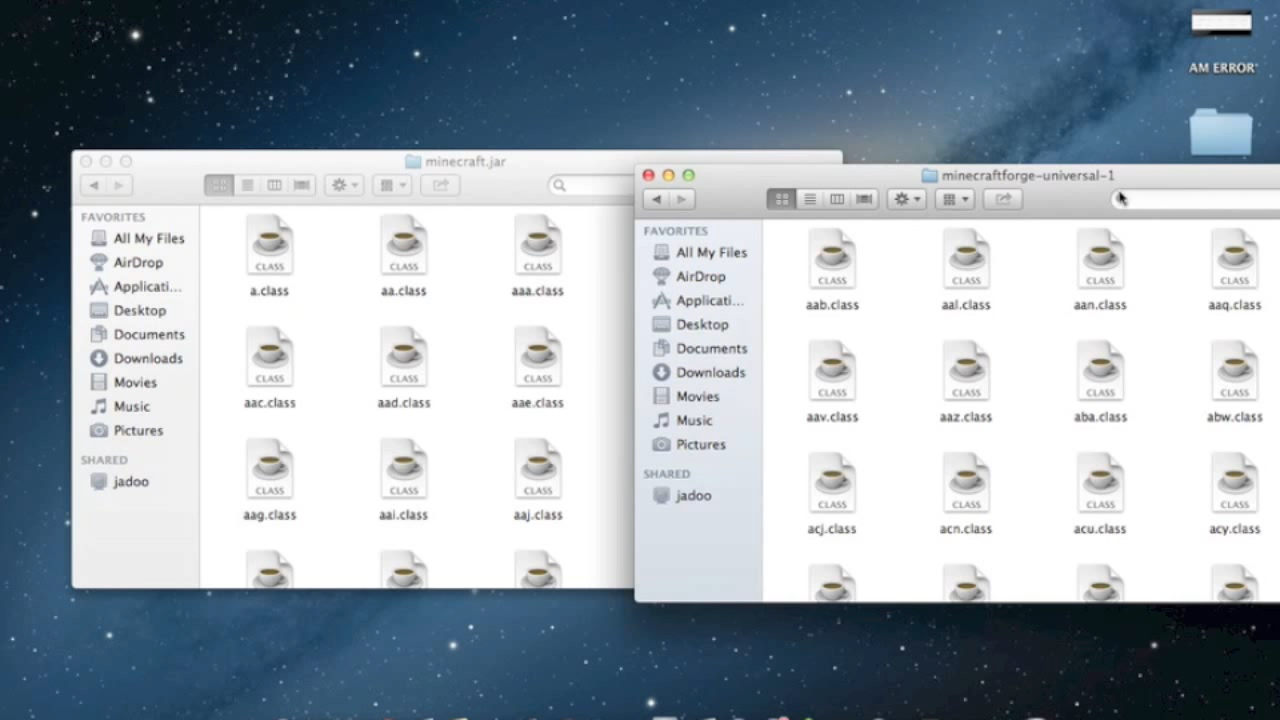 AM ERROR
minecraft.jar
FAVORITES
All My Files
AirDrop
Applicati...
Desktop
Documents
Downloads
Movies
Music
Pictures
SHARED
jadoo
CLASS CLASS CLASS
a.class aa.class aaa.class
CLASS CLASS CLASS
aac.class aad.class aae.class
CLASS CLASS CLASS
aag.class aai.class aaj.class
minecraftforge-universal-1
FAVORITES
All My Files
AirDrop
Applicati...
Desktop
Documents
Downloads
Movies
Music
Pictures
SHARED
jadoo
CLASS CLASS CLASS CLASS
aab.class aal.class aan.class aaq.class
CLASS CLASS CLASS CLASS
aav.class aaz.class aba.class abw.class
CLASS CLASS CLASS CLASS
acj.class acn.class acu.class acy.class